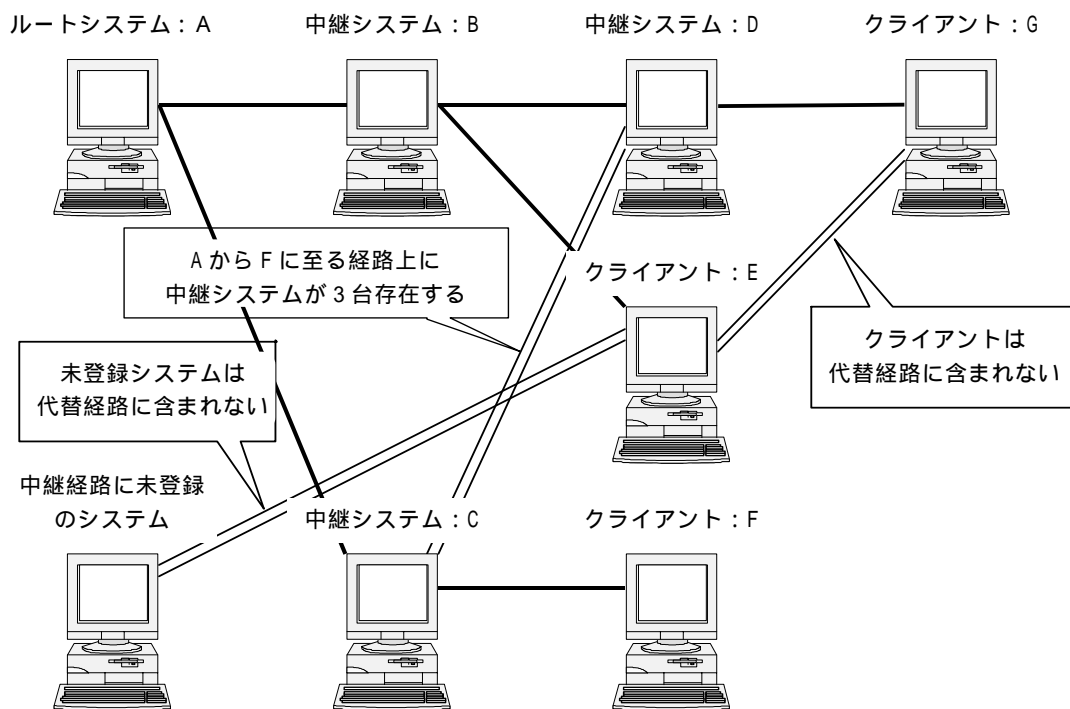 ルートシステム：A
中継システム：B
中継システム：D
クライアント：G
AからFに至る経路上に
中継システムが3台存在する
クライアント：E
クライアントは
代替経路に含まれない
未登録システムは
代替経路に含まれない
中継経路に未登録
のシステム
中継システム：C
クライアント：F